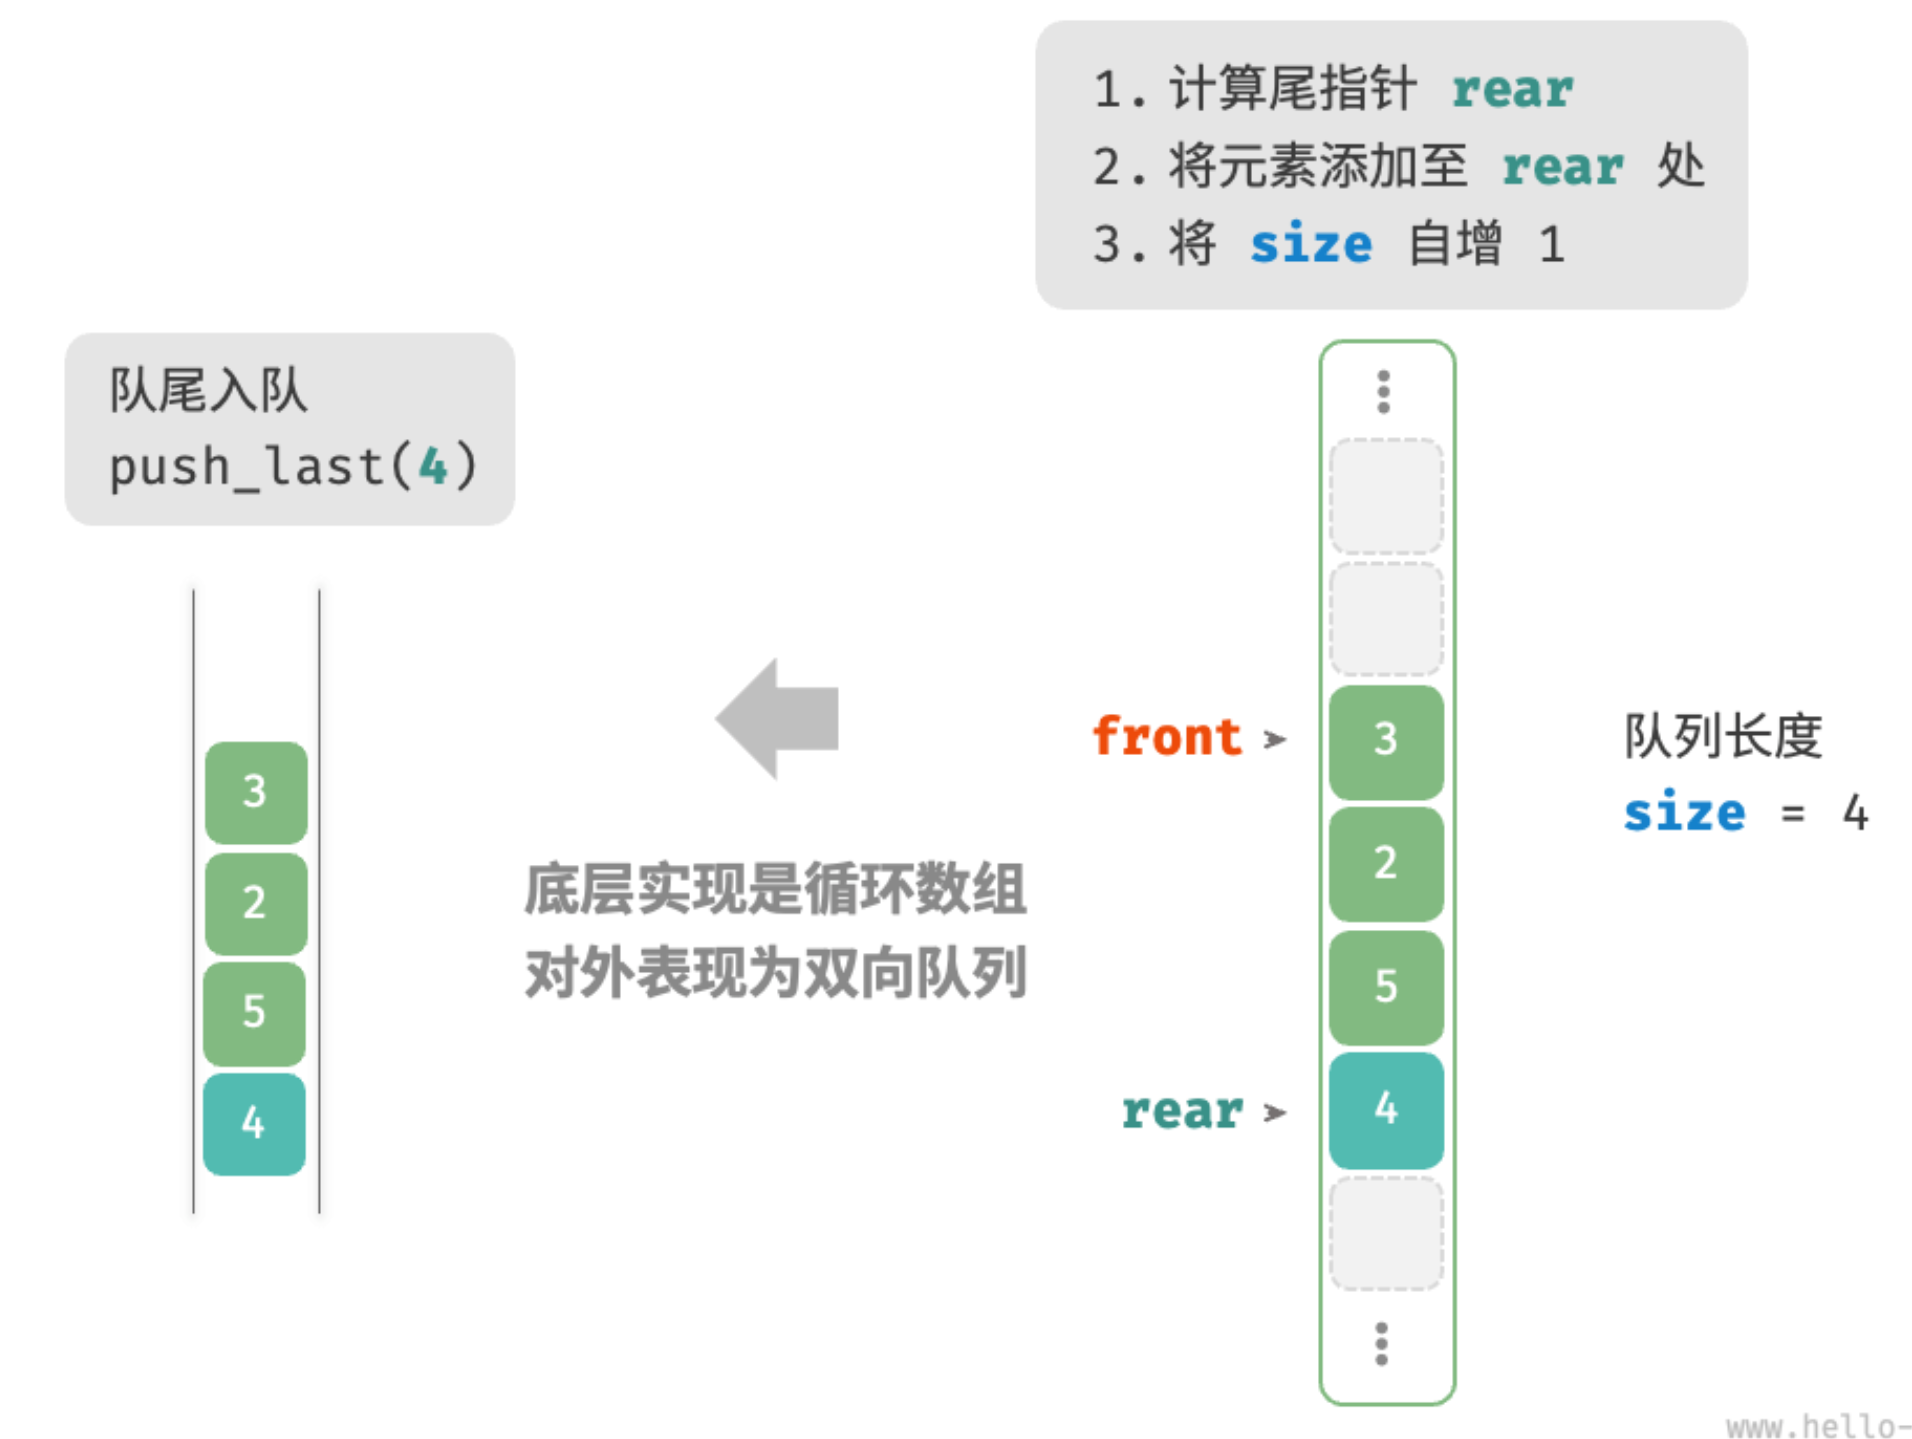 1. 计算尾指针 rear
2. 将元素添加至 rear 处
3. 将 size 自增 1
队尾入队
push_last(4)
3
2
5
4
底层实现是循环数组
对外表现为双向队列
front
3
2
5
rear
4
队列长度
size = 4
www.hello-